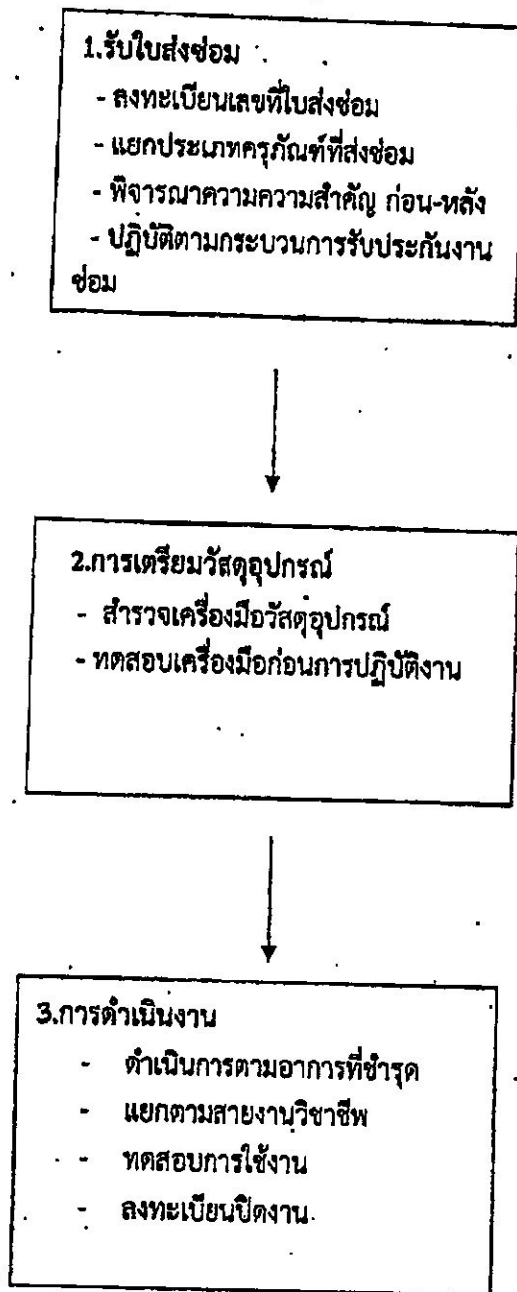 1.รับใบส่งซ่อม
- ลงทะเบียนเลขที่ใบส่งซ่อม
- แยกประเภทครุภัณฑ์ที่ส่งซ่อม
- พิจารณาความความสำคัญ ก่อน-หลัง
- ปฏิบัติตามกระบวนการรับประกันงาน
ซ่อม
2.การเตรียมวัสดุอุปกรณ์
- สำรวจเครื่องมือวัสดุอุปกรณ์
- ทดสอบเครื่องมือก่อนการปฏิบัติงาน
3.การดำเนินงาน
- ดำเนินการตามอาการที่ชำรุด
- แยกตามสายงานวิชาชีพ
- ทดสอบการใช้งาน
- ลงทะเบียนปิดงาน